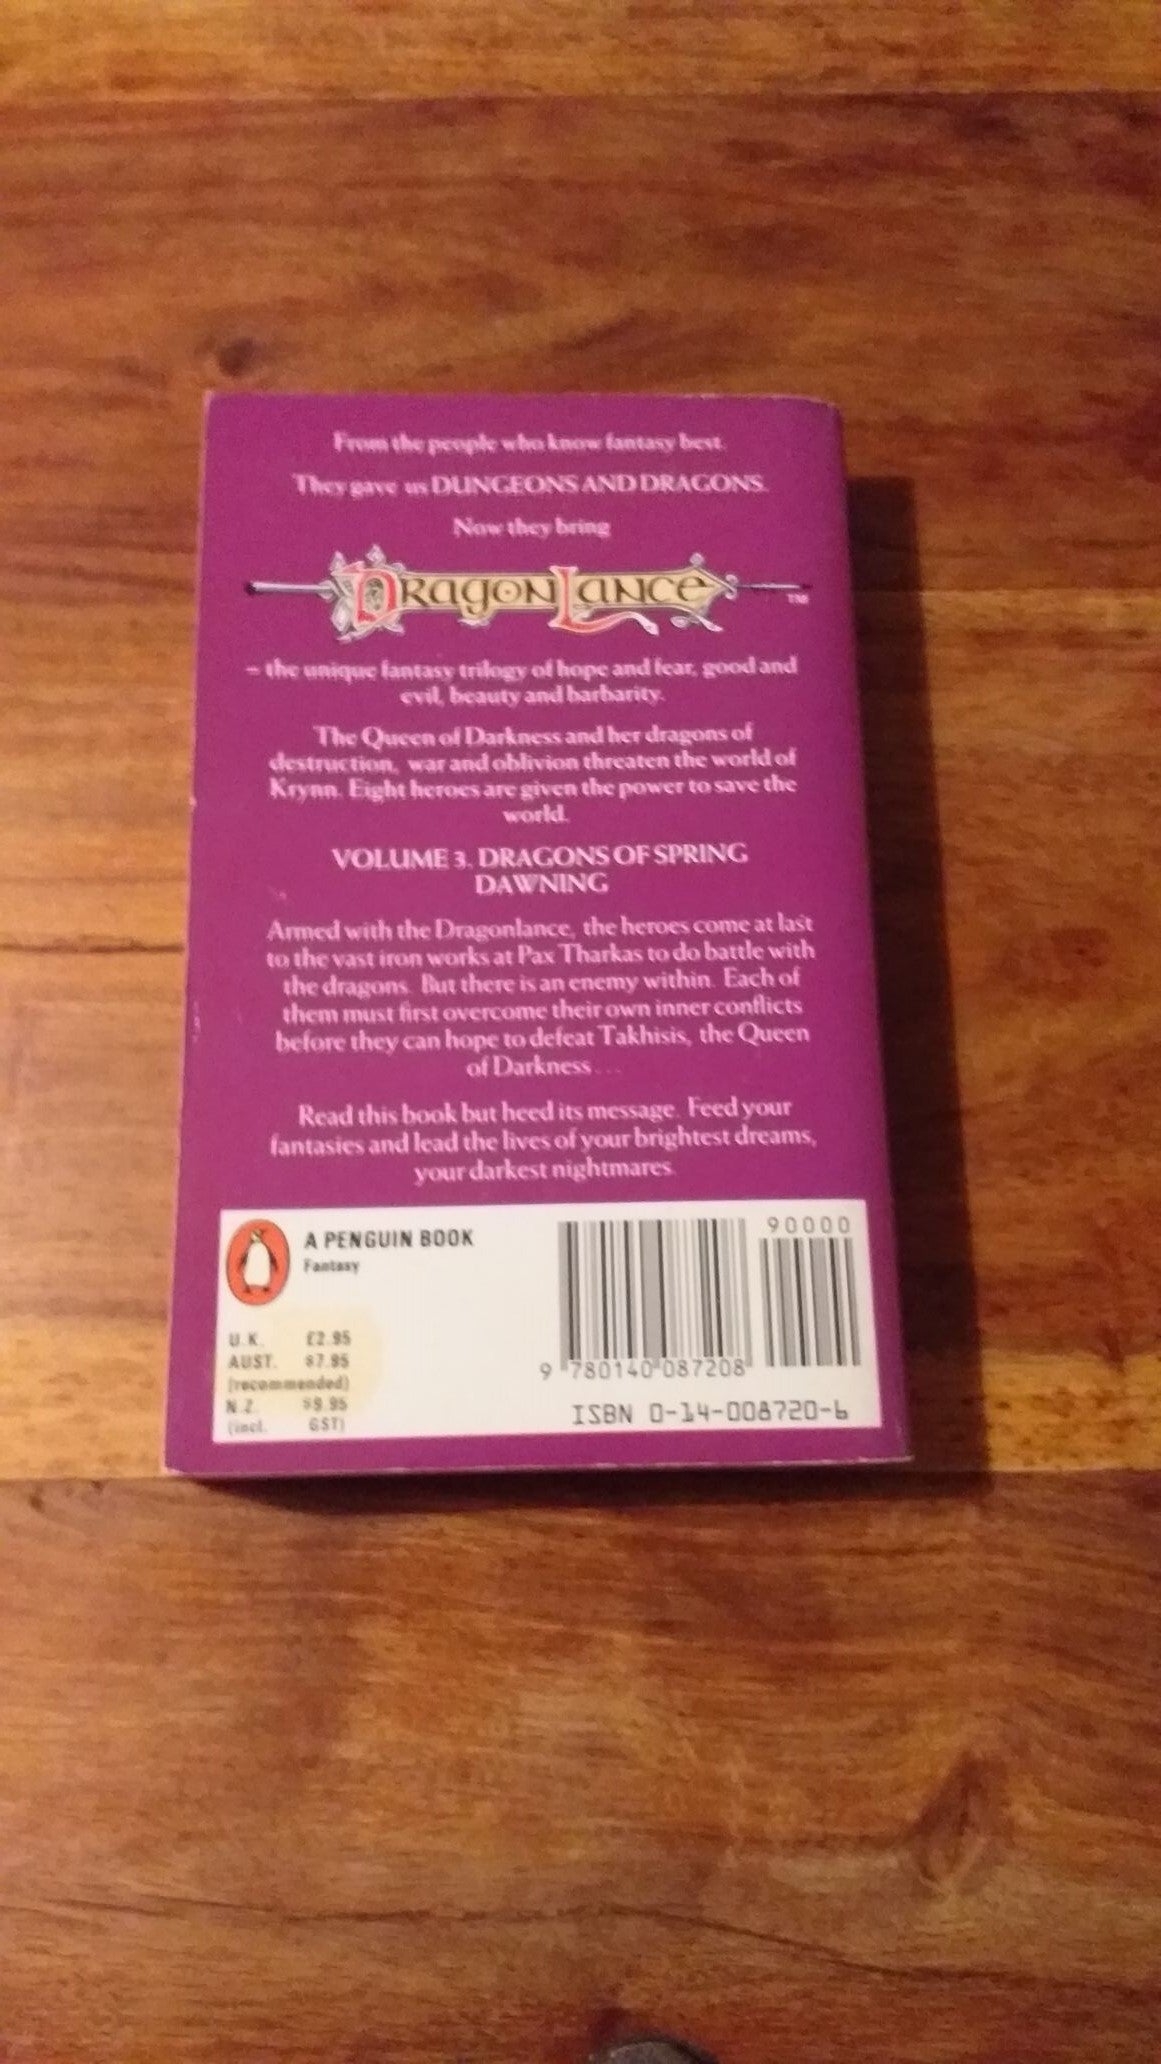 From the people who know fantasy best.
They gave us DUNGEONS AND DRAGONS.
Now they bring
DRAGONLANCE
TM
– the unique fantasy trilogy of hope and fear, good and
evil, beauty and barbarity.
The Queen of Darkness and her dragons of
destruction, war and oblivion threaten the world of
Krynn. Eight heroes are given the power to save the
world.
VOLUME 3. DRAGONS OF SPRING
DAWNING
Armed with the Dragonlance, the heroes come at last
to the vast iron works at Pax Tharkas to do battle with
the dragons. But there is an enemy within. Each of
them must first overcome their own inner conflicts
before they can hope to defeat Takhisis, the Queen
of Darkness . . .
Read this book but heed its message. Feed your
fantasies and lead the lives of your brightest dreams,
your darkest nightmares.
A PENGUIN BOOK
Fantasy
U.K. £2.95
AUST. $7.95
(recommended)
N.Z. $9.95
(incl. GST)
90000
9 780140 087208
ISBN 0-14-008720-6